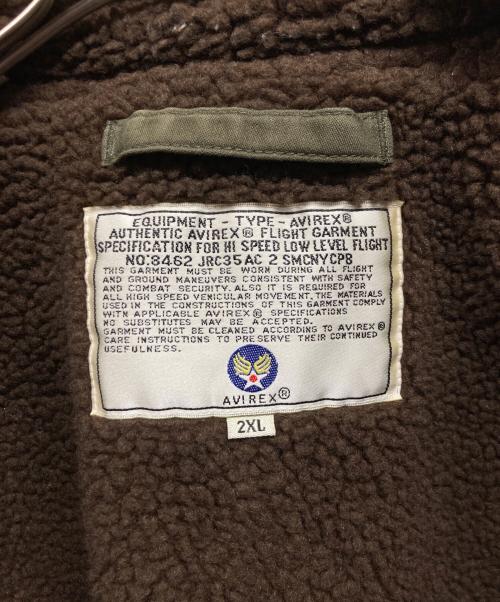 EQUIPMENT - TYPE - AVIREX®
AUTHENTIC AVIREX® FLIGHT GARMENT
SPECIFICATION FOR HI SPEED LOW LEVEL FLIGHT
NO:8462 JRC35AC 2 SMCNYCPB
THIS GARMENT MUST BE WORN DURING ALL FLIGHT
AND GROUND MANEUVERS CONSISTENT WITH SAFETY
AND COMBAT SECURITY. ALSO IT IS REQUIRED FOR
ALL HIGH SPEED VEHICULAR MOVEMENT. THE MATERIALS
USED IN THE CONSTRUCTIONS OF THIS GARMENT COMPLY
WITH APPLICABLE AVIREX® SPECIFICATIONS
NO SUBSTITUTES MAY BE ACCEPTED.
GARMENT MUST BE CLEANED ACCORDING TO AVIREX®
CARE INSTRUCTIONS TO PRESERVE THEIR CONTINUED
USEFULNESS.
AVIREX®
2XL